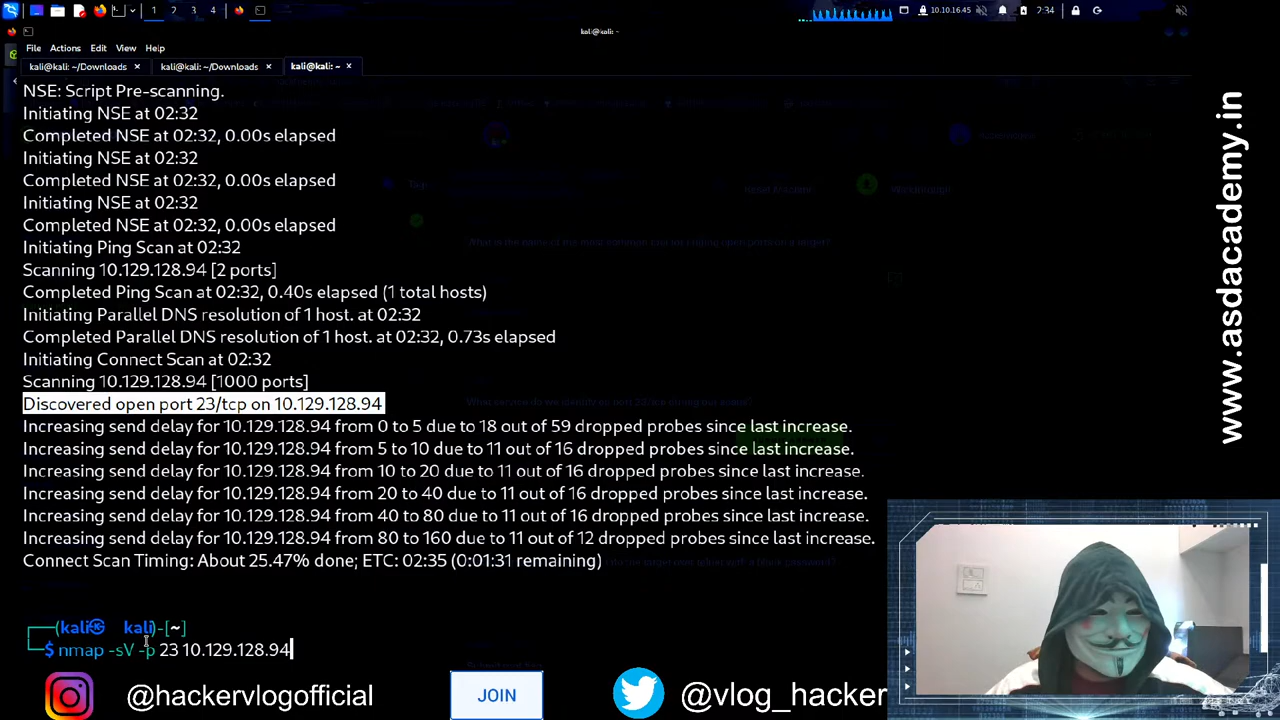 1 2 3 4
10.10.16.45
2:34
kali@kali: ~
File Actions Edit View Help
kali@kali: ~/Downloads × kali@kali: ~/Downloads × kali@kali: ~ ×
NSE: Script Pre-scanning.
Initiating NSE at 02:32
Completed NSE at 02:32, 0.00s elapsed
Initiating NSE at 02:32
Completed NSE at 02:32, 0.00s elapsed
Initiating NSE at 02:32
Completed NSE at 02:32, 0.00s elapsed
Initiating Ping Scan at 02:32
Scanning 10.129.128.94 [2 ports]
Completed Ping Scan at 02:32, 0.40s elapsed (1 total hosts)
Initiating Parallel DNS resolution of 1 host. at 02:32
Completed Parallel DNS resolution of 1 host. at 02:32, 0.73s elapsed
Initiating Connect Scan at 02:32
Scanning 10.129.128.94 [1000 ports]
Discovered open port 23/tcp on 10.129.128.94
Increasing send delay for 10.129.128.94 from 0 to 5 due to 18 out of 59 dropped probes since last increase.
Increasing send delay for 10.129.128.94 from 5 to 10 due to 11 out of 16 dropped probes since last increase.
Increasing send delay for 10.129.128.94 from 10 to 20 due to 11 out of 16 dropped probes since last increase.
Increasing send delay for 10.129.128.94 from 20 to 40 due to 11 out of 16 dropped probes since last increase.
Increasing send delay for 10.129.128.94 from 40 to 80 due to 11 out of 16 dropped probes since last increase.
Increasing send delay for 10.129.128.94 from 80 to 160 due to 11 out of 12 dropped probes since last increase.
Connect Scan Timing: About 25.47% done; ETC: 02:35 (0:01:31 remaining)
(kali㉿kali)-[~]
$ nmap -sV -p 23 10.129.128.94
@hackervlogofficial
JOIN
@vlog_hacker
www.asdacademy.in